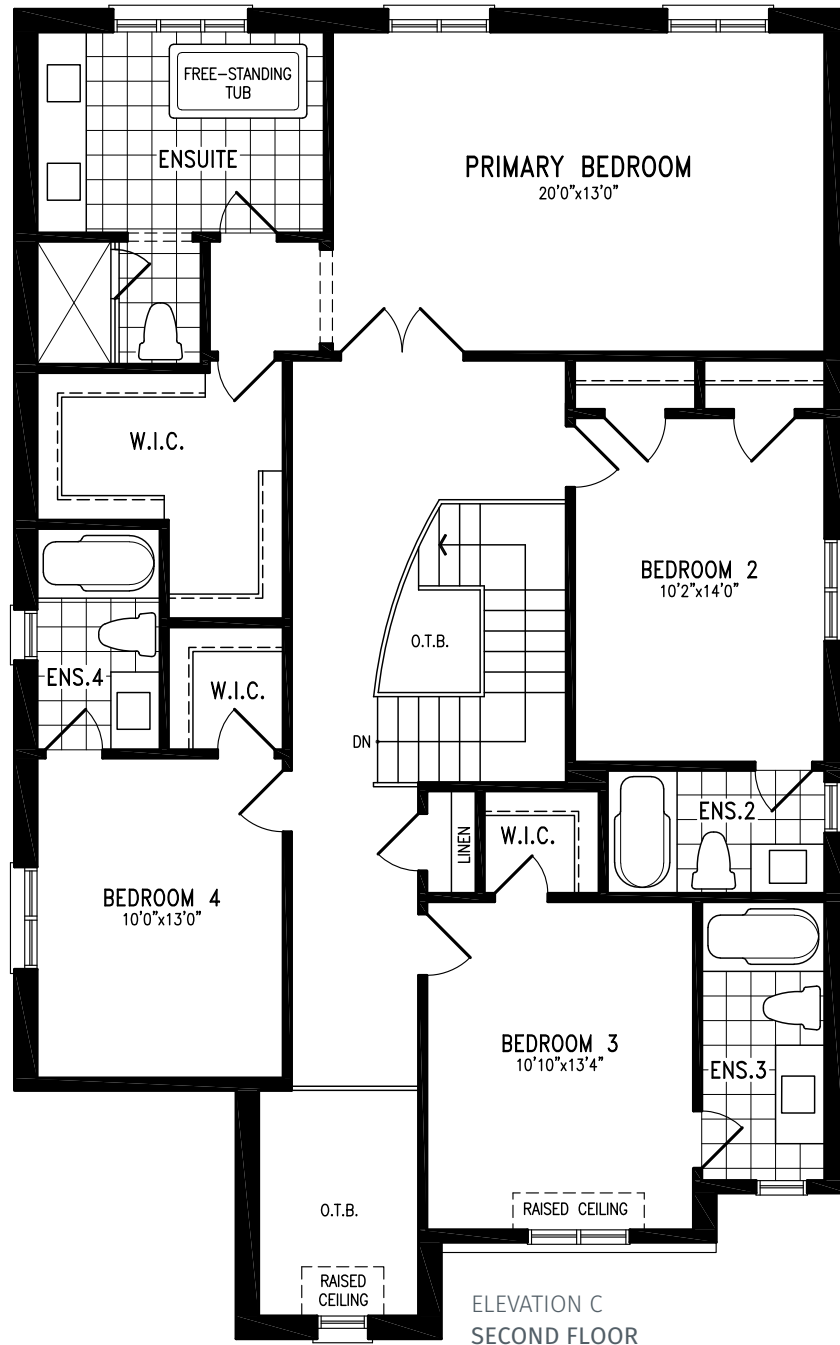 FREE-STANDING
TUB
ENSUITE
PRIMARY BEDROOM
20'0"x13'0"
W.I.C.
BEDROOM 2
10'2"x14'0"
O.T.B.
ENS.4
W.I.C.
DN
ENS.2
LINEN
W.I.C.
BEDROOM 4
10'0"x13'0"
BEDROOM 3
10'10"x13'4"
ENS.3
O.T.B.
RAISED CEILING
RAISED
CEILING
ELEVATION C
SECOND FLOOR